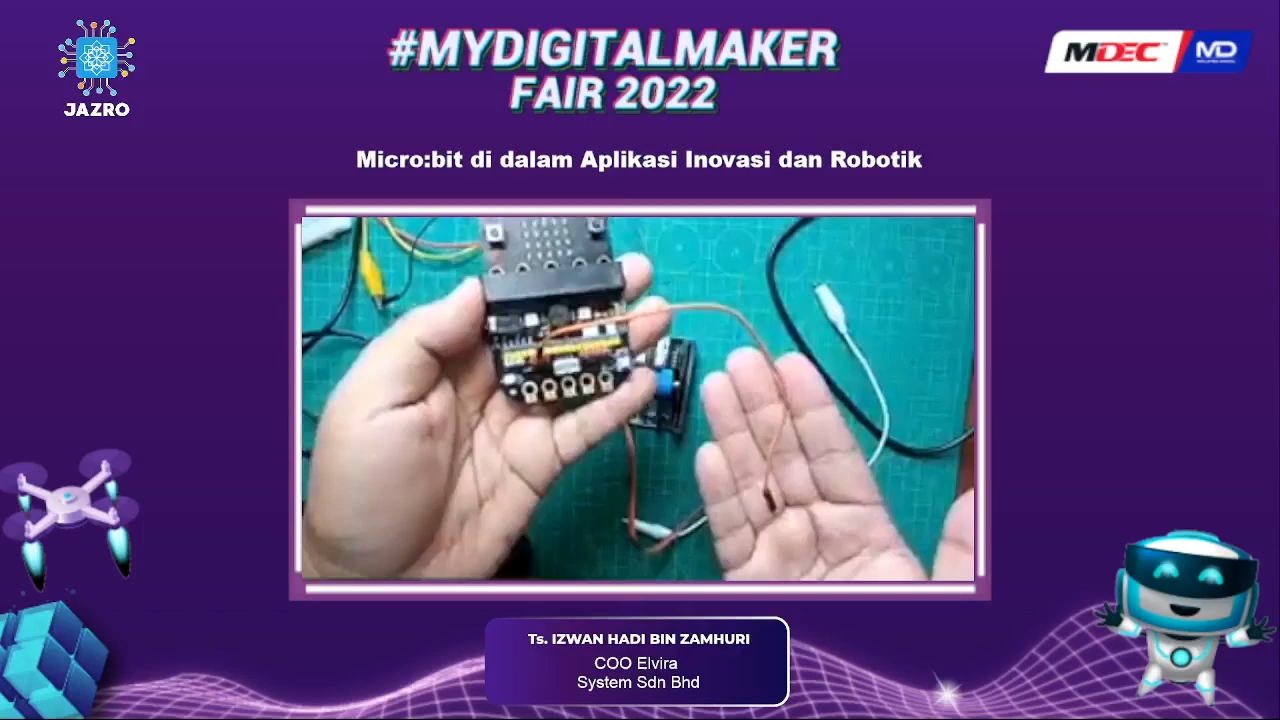 JAZRO
#MYDIGITALMAKER
FAIR 2022
MDEC
MD
Micro:bit di dalam Aplikasi Inovasi dan Robotik
Ts. IZWAN HADI BIN ZAMHURI
COO Elvira
System Sdn Bhd